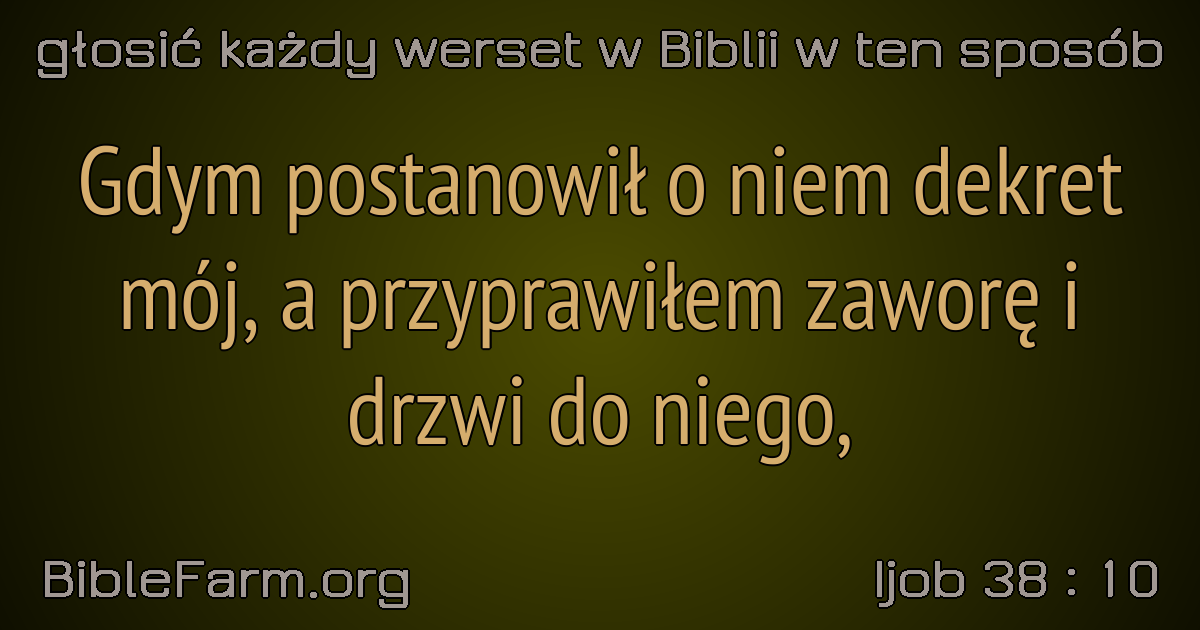 głosić każdy werset w Biblii w ten sposób
Gdym postanowił o niem dekret
mój, a przyprawiłem zaworę i
drzwi do niego,
BibleFarm.org
Ijob 38 : 10